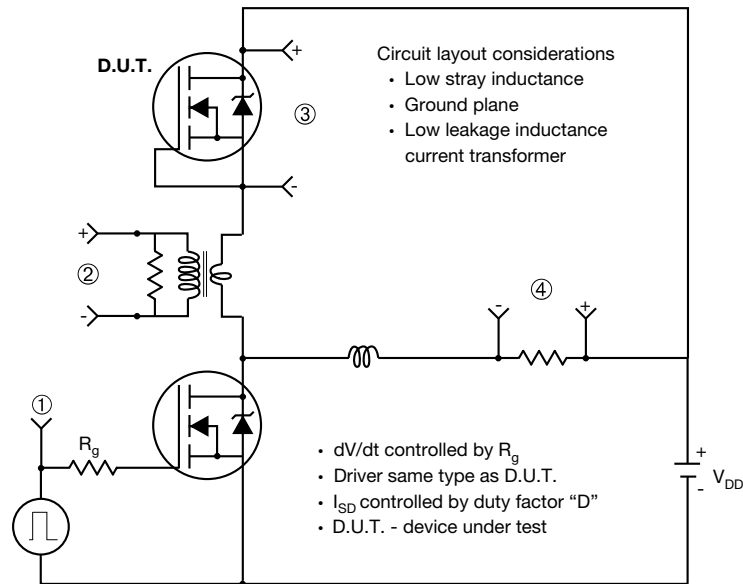 D.U.T.
+
Circuit layout considerations
• Low stray inductance
• Ground plane
• Low leakage inductance
current transformer
③
-
+
②
-
④
- +
①
R_g
• dV/dt controlled by R_g
• Driver same type as D.U.T.
• I_SD controlled by duty factor “D”
• D.U.T. - device under test
+
V_DD
-